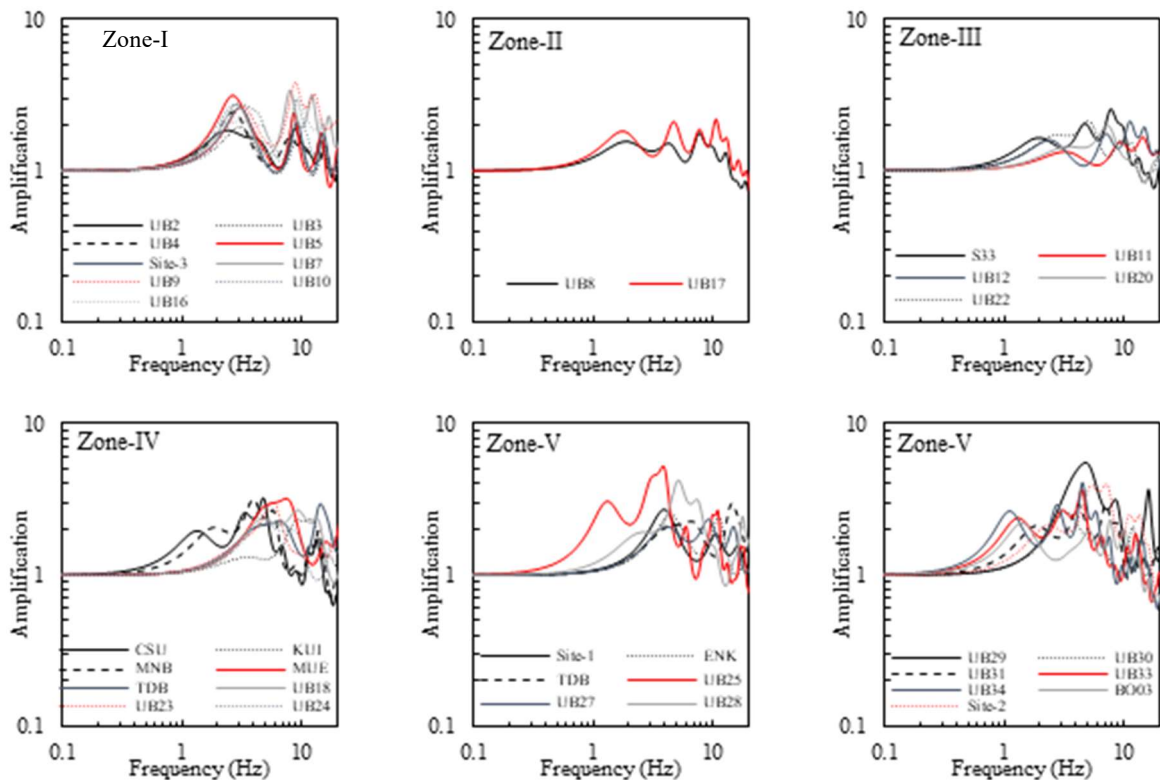 10
Zone-I
Amplification
1
UB2 UB3
UB4 UB5
Site-3 UB7
UB9 UB10
UB16
0.1
0.1 1 10
Frequency (Hz)
10
Zone-II
Amplification
1
UB8 UB17
0.1
0.1 1 10
Frequency (Hz)
10
Zone-III
Amplification
1
S33 UB11
UB12 UB20
UB22
0.1
0.1 1 10
Frequency (Hz)
10
Zone-IV
Amplification
1
CSU KUI
MNB MUE
TDB UB18
UB23 UB24
0.1
0.1 1 10
Frequency (Hz)
10
Zone-V
Amplification
1
Site-1 ENK
TDB UB25
UB27 UB28
0.1
0.1 1 10
Frequency (Hz)
10
Zone-V
Amplification
1
UB29 UB30
UB31 UB33
UB34 BO03
Site-2
0.1
0.1 1 10
Frequency (Hz)